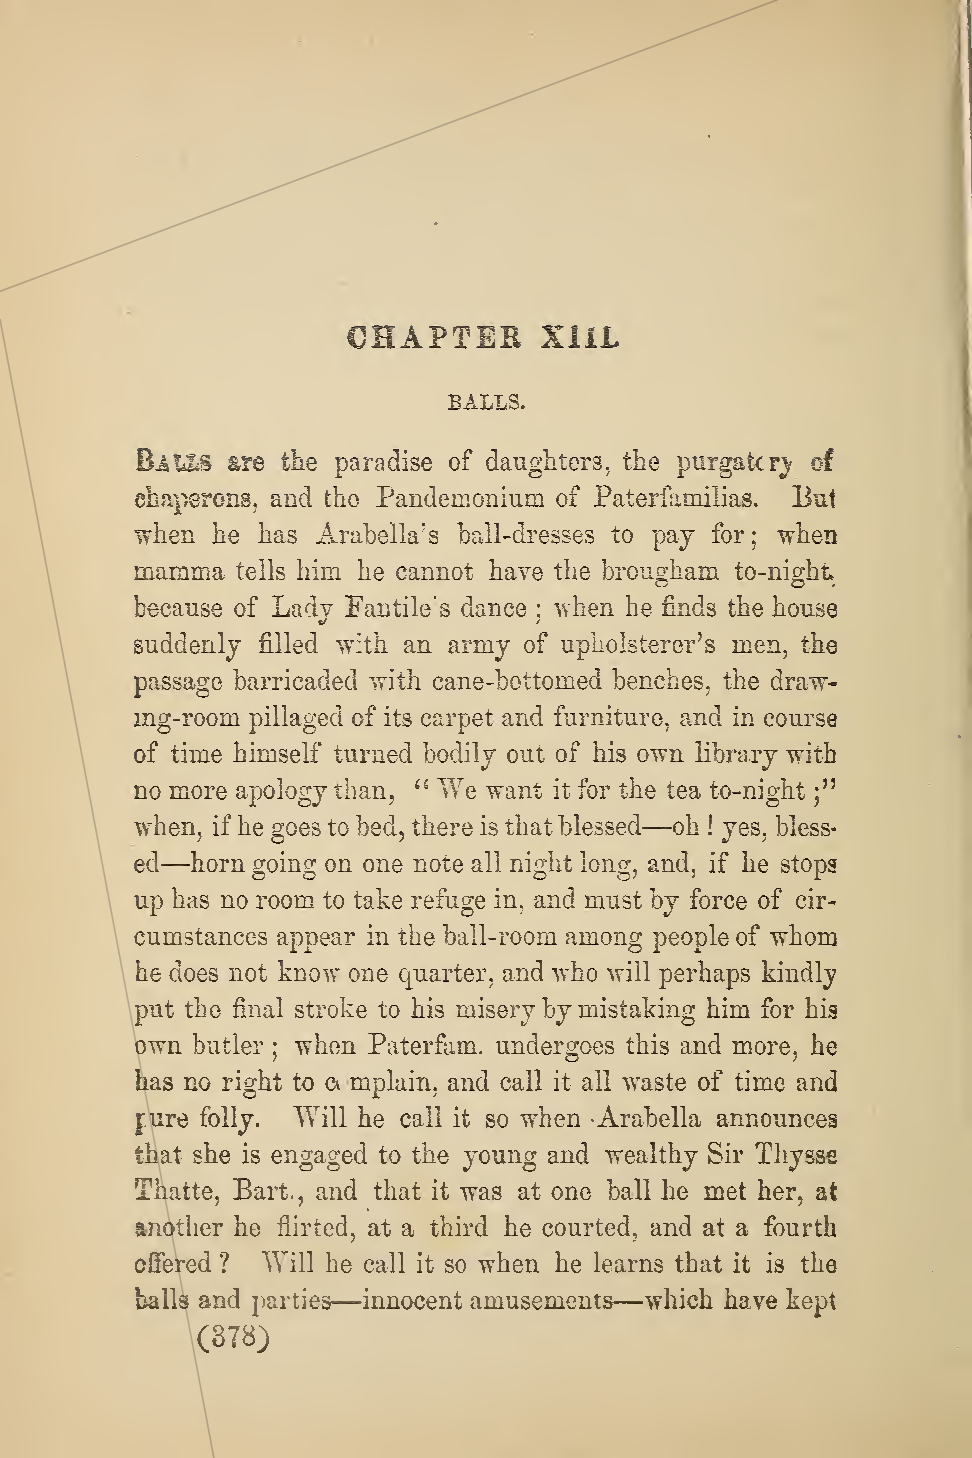 CHAPTER XIII.
BALLS.
BALLS are the paradise of daughters, the purgatory of
chaperons, and the Pandemonium of Paterfamilias. But
when he has Arabella's ball-dresses to pay for; when
mamma tells him he cannot have the brougham to-night,
because of Lady Fantile's dance; when he finds the house
suddenly filled with an army of upholsterer's men, the
passage barricaded with cane-bottomed benches, the draw-
ing-room pillaged of its carpet and furniture, and in course
of time himself turned bodily out of his own library with
no more apology than, "We want it for the tea to-night;"
when, if he goes to bed, there is that blessed—oh! yes, bless-
ed—horn going on one note all night long, and, if he stops
up has no room to take refuge in, and must by force of cir-
cumstances appear in the ball-room among people of whom
he does not know one quarter, and who will perhaps kindly
put the final stroke to his misery by mistaking him for his
own butler; when Paterfam. undergoes this and more, he
has no right to complain, and call it all waste of time and
pure folly. Will he call it so when Arabella announces
that she is engaged to the young and wealthy Sir Thysse
Thatte, Bart., and that it was at one ball he met her, at
another he flirted, at a third he courted, and at a fourth
offered? Will he call it so when he learns that it is the
balls and parties—innocent amusements—which have kept
(378)